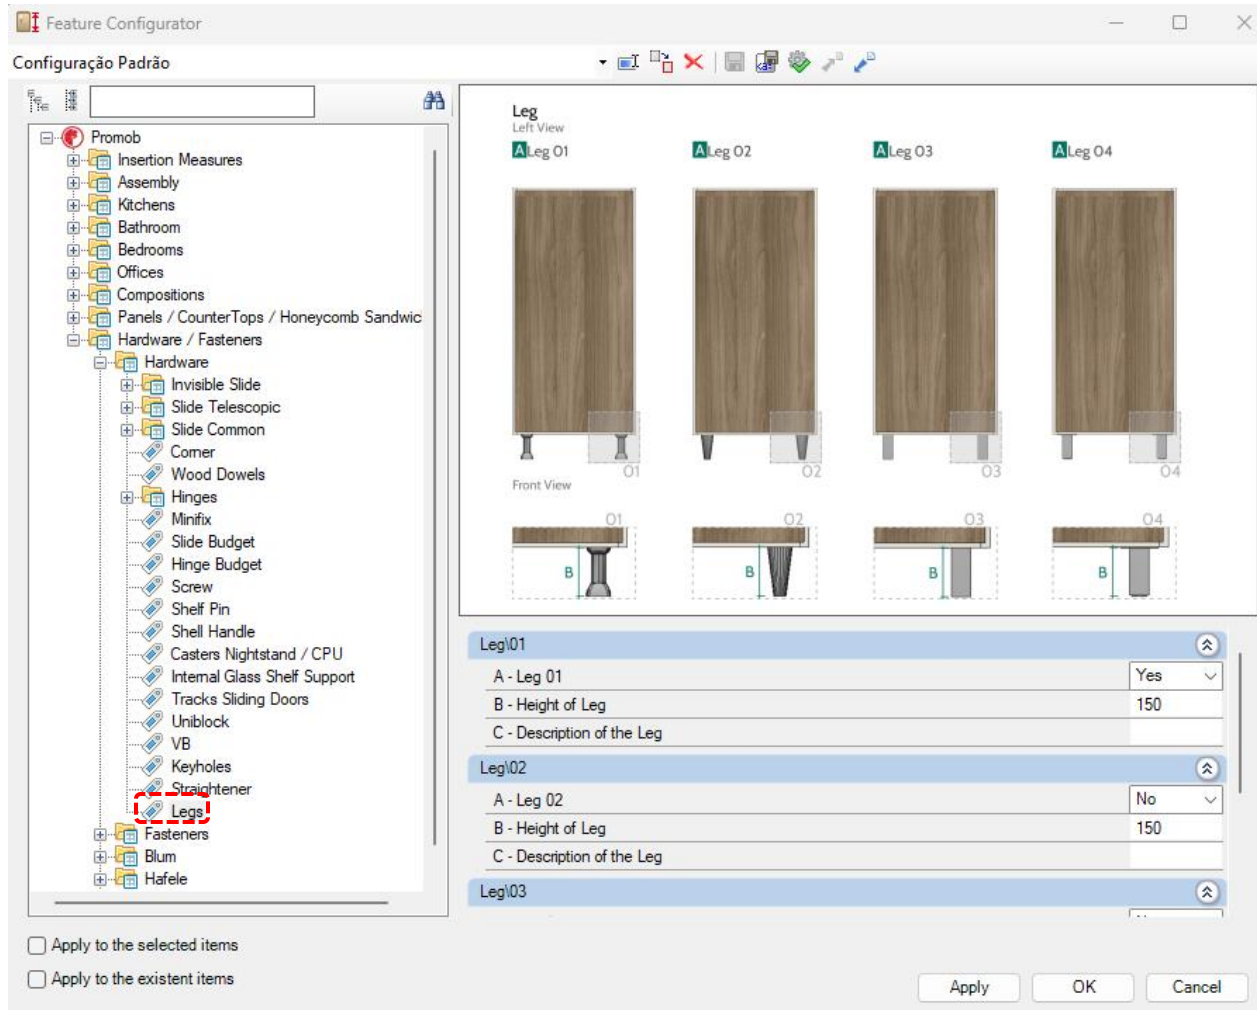 Feature Configurator
Configuração Padrão
Promob
Insertion Measures
Assembly
Kitchens
Bathroom
Bedrooms
Offices
Compositions
Panels / CounterTops / Honeycomb Sandwic
Hardware / Fasteners
Hardware
Invisible Slide
Slide Telescopic
Slide Common
Corner
Wood Dowels
Hinges
Minifix
Slide Budget
Hinge Budget
Screw
Shelf Pin
Shell Handle
Casters Nightstand / CPU
Internal Glass Shelf Support
Tracks Sliding Doors
Uniblock
VB
Keyholes
Straightener
Legs
Fasteners
Blum
Hafele
Leg
Left View
A Leg 01 A Leg 02 A Leg 03 A Leg 04
01 02 03 04
Front View
01 02 03 04
B B B B
Leg\01
A - Leg 01 Yes
B - Height of Leg 150
C - Description of the Leg
Leg\02
A - Leg 02 No
B - Height of Leg 150
C - Description of the Leg
Leg\03
Apply to the selected items
Apply to the existent items
Apply OK Cancel